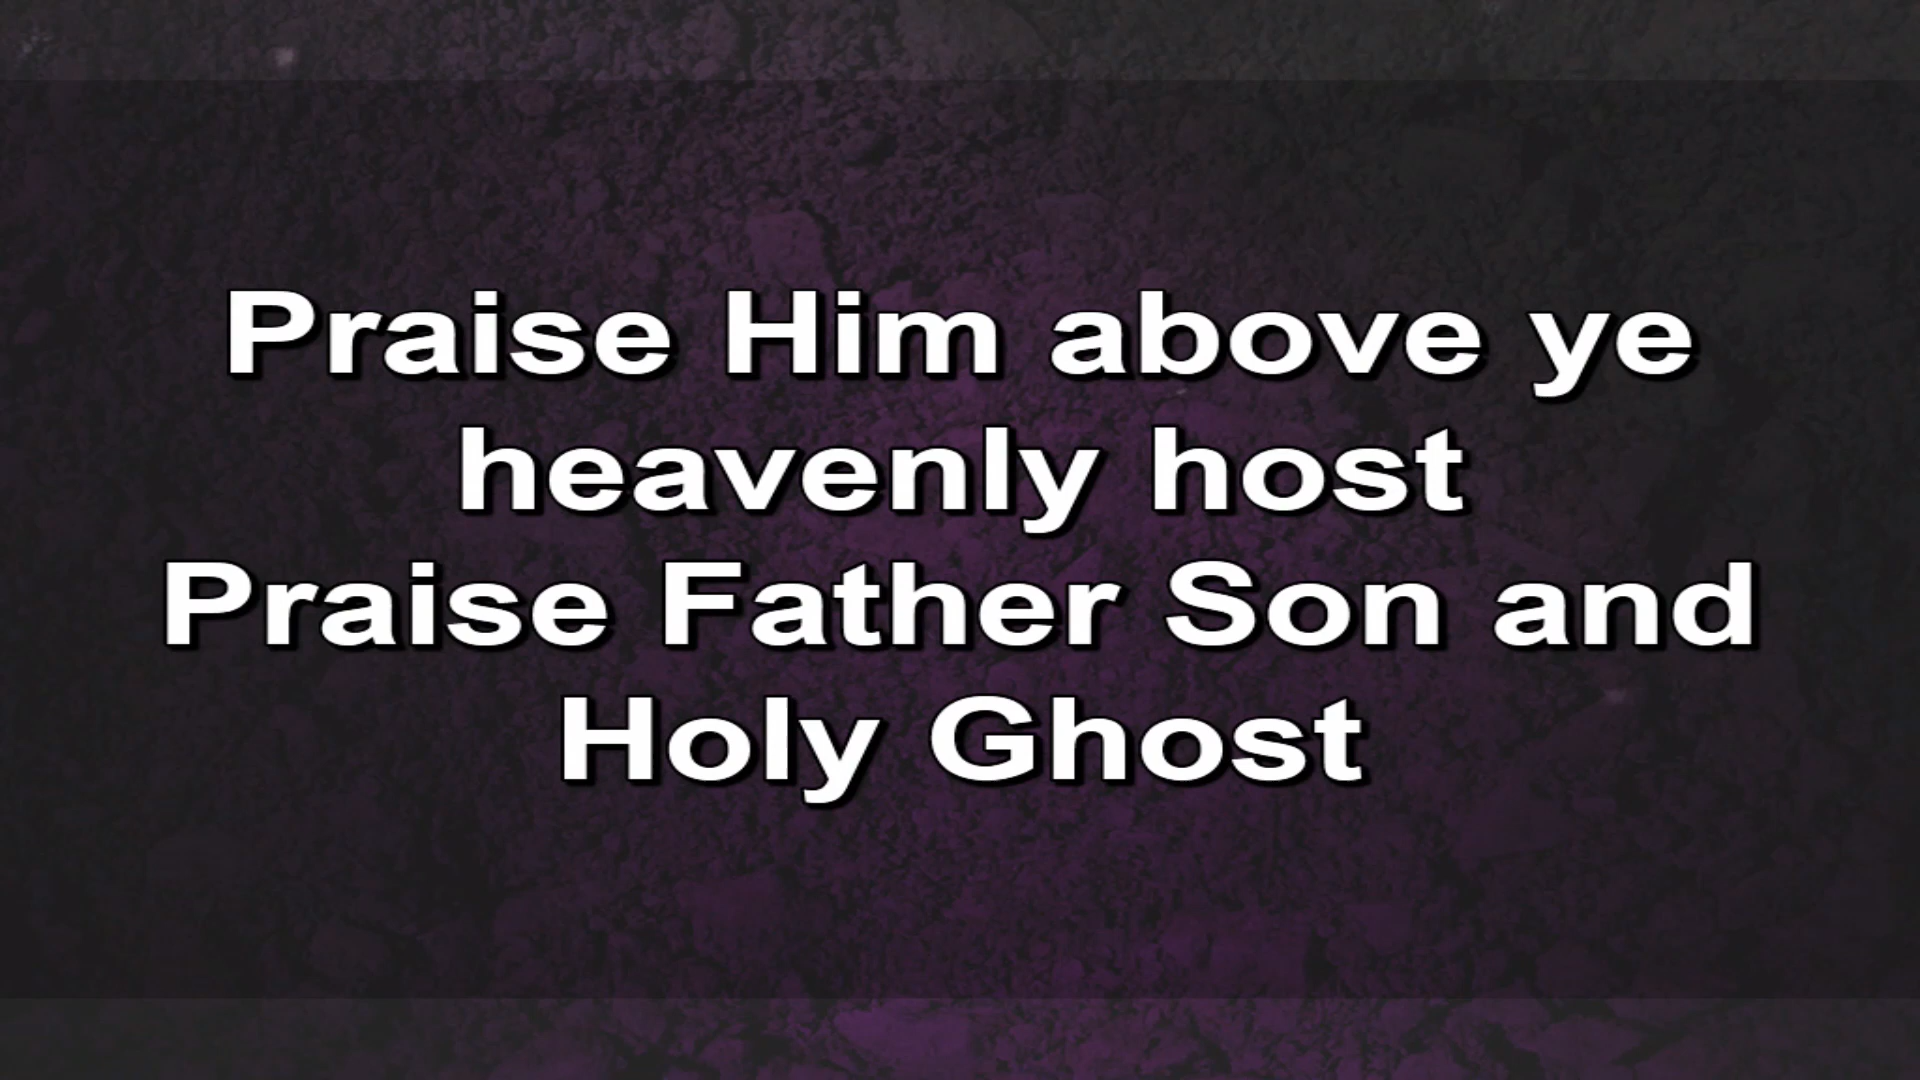 Praise Him above ye
heavenly host
Praise Father Son and
Holy Ghost